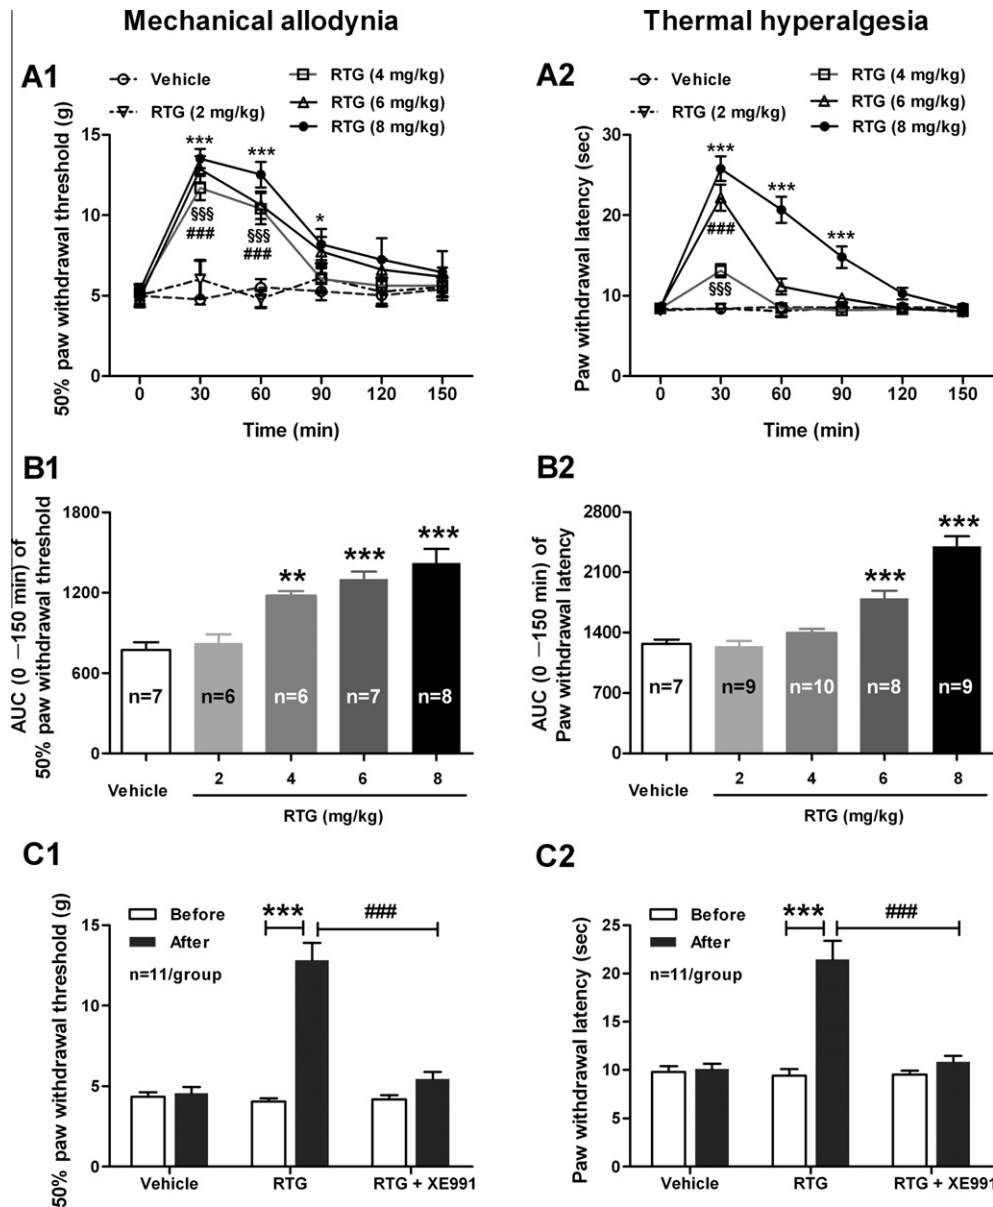 Mechanical allodynia
Thermal hyperalgesia
A1
Vehicle
RTG (2 mg/kg)
RTG (4 mg/kg)
RTG (6 mg/kg)
RTG (8 mg/kg)
50% paw withdrawal threshold (g)
15
10
5
0
***
***
*
§§§
###
§§§
###
0 30 60 90 120 150
Time (min)
A2
Vehicle
RTG (2 mg/kg)
RTG (4 mg/kg)
RTG (6 mg/kg)
RTG (8 mg/kg)
Paw withdrawal latency (sec)
30
20
10
0
***
***
***
###
§§§
0 30 60 90 120 150
Time (min)
B1
AUC (0 —150 min) of
50% paw withdrawal threshold
1800
1200
600
0
**
***
***
n=7 n=6 n=6 n=7 n=8
Vehicle 2 4 6 8
RTG (mg/kg)
B2
AUC (0 —150 min) of
Paw withdrawal latency
2800
2100
1400
700
0
***
***
n=7 n=9 n=10 n=8 n=9
Vehicle 2 4 6 8
RTG (mg/kg)
C1
50% paw withdrawal threshold (g)
15
10
5
0
Before
After
n=11/group
***
###
Vehicle RTG RTG + XE991
C2
Paw withdrawal latency (sec)
25
20
15
10
5
0
Before
After
n=11/group
***
###
Vehicle RTG RTG + XE991